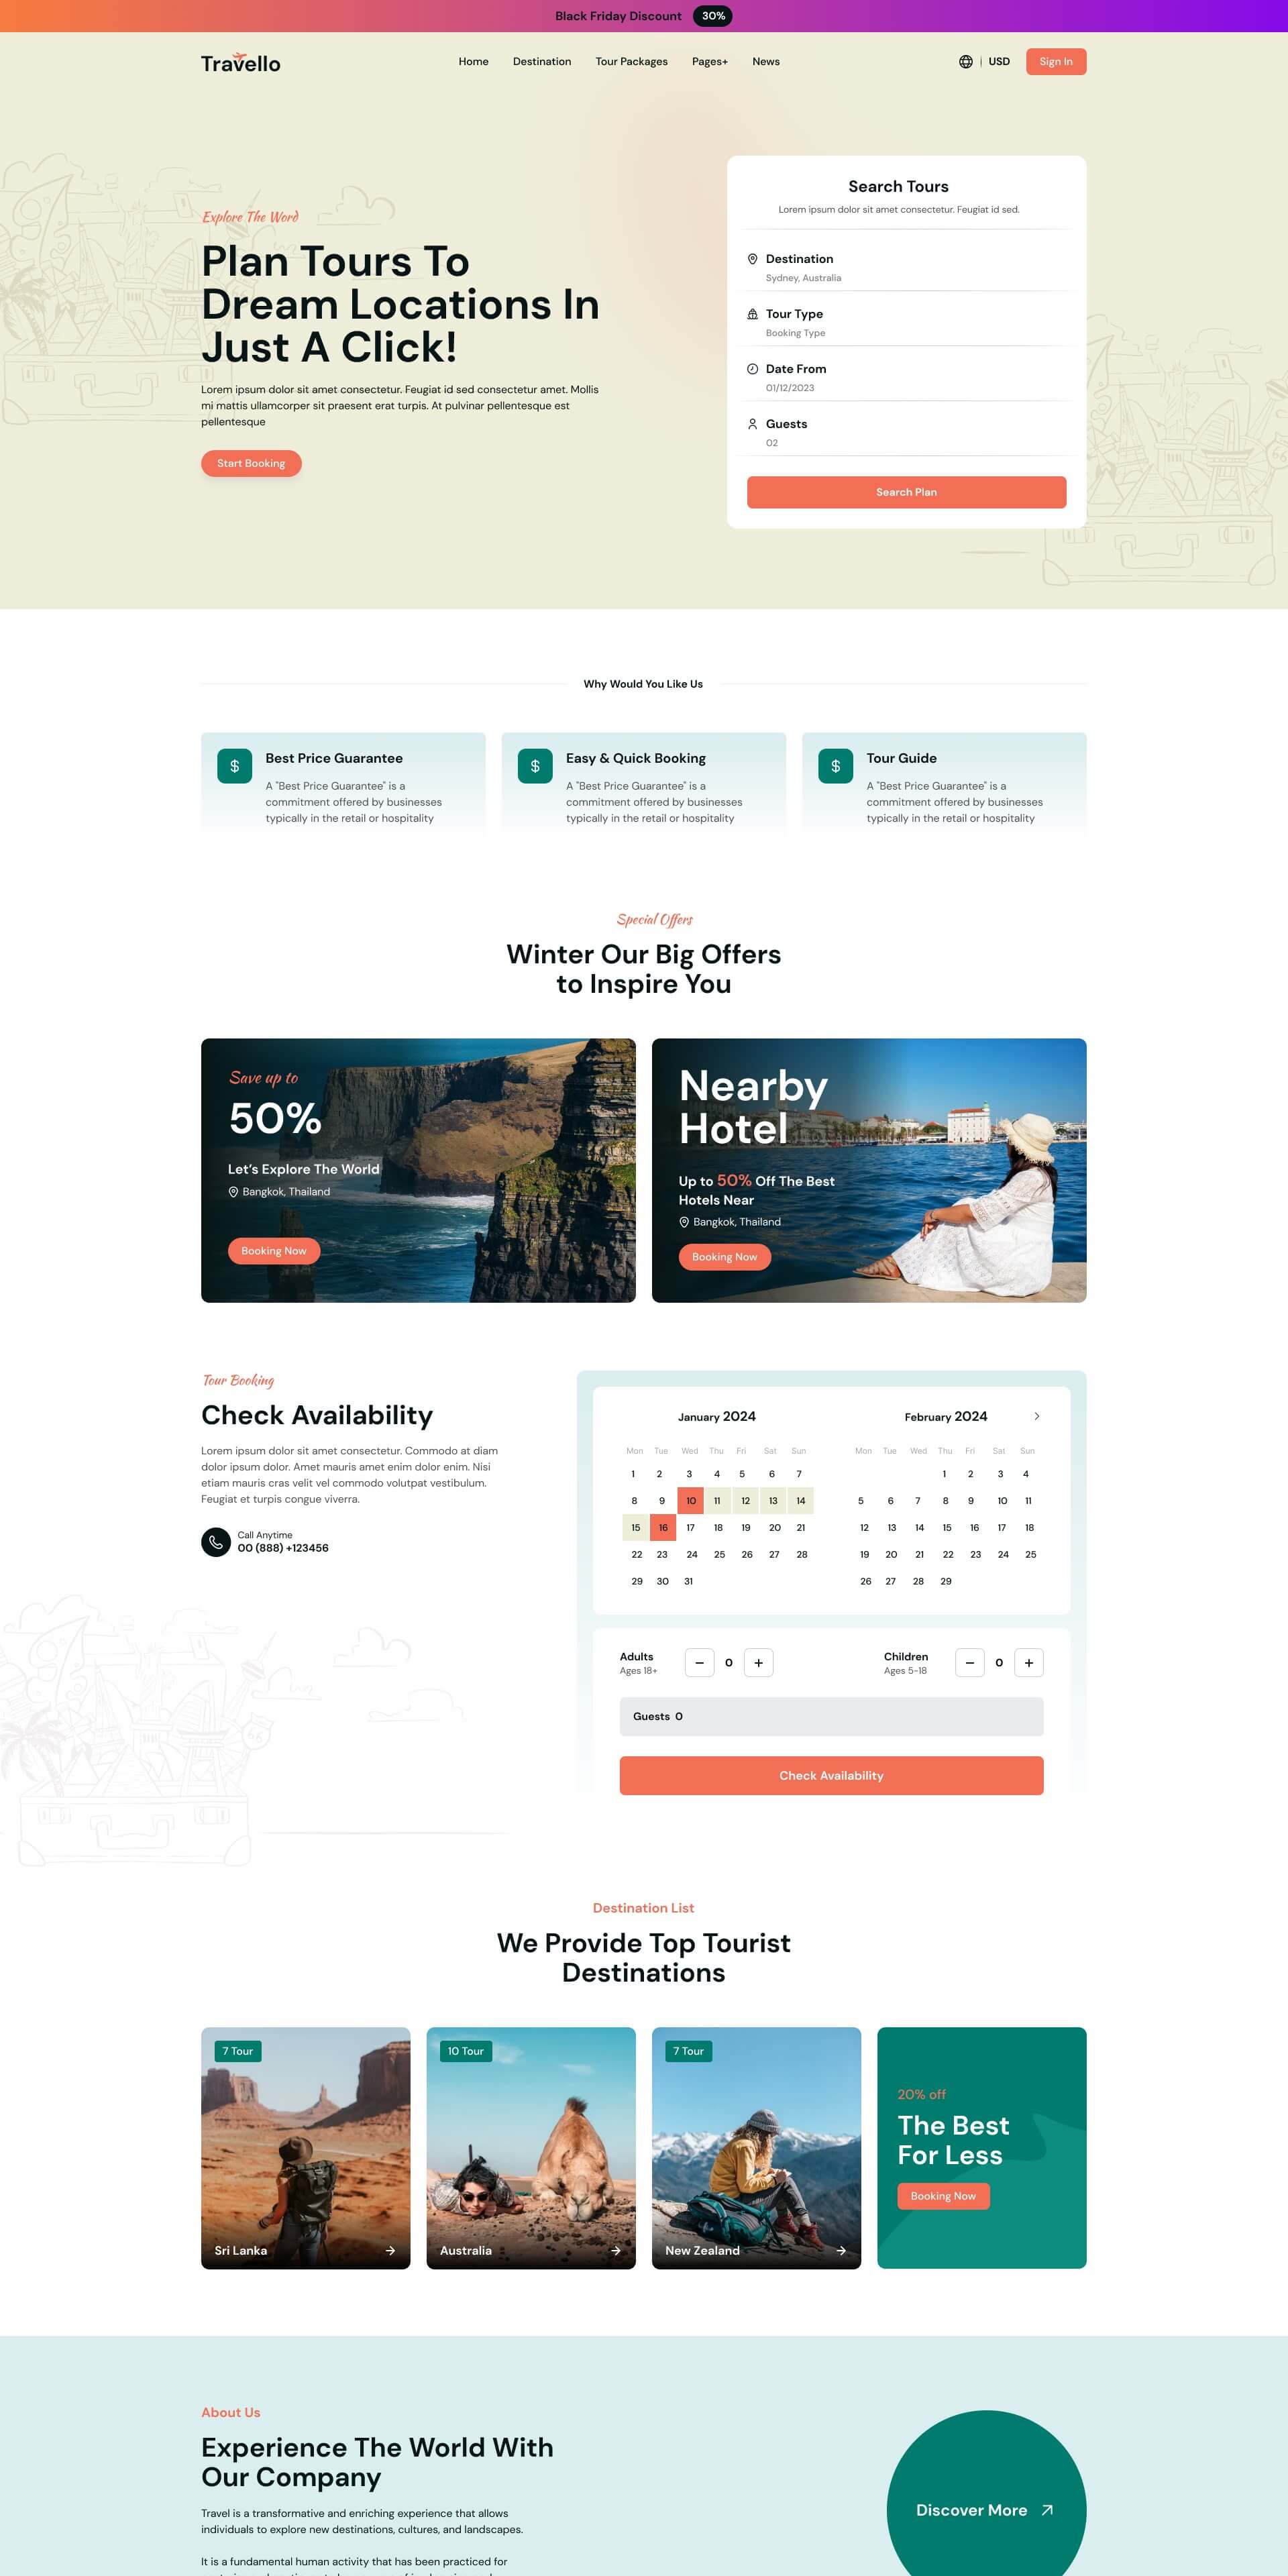 Black Friday Discount 30%
Travello
Home Destination Tour Packages Pages+ News
USD
Sign In
Explore The Word
Plan Tours To
Dream Locations In
Just A Click!
Lorem ipsum dolor sit amet consectetur. Feugiat id sed consectetur amet. Mollis
mi mattis ullamcorper sit praesent erat turpis. At pulvinar pellentesque est
pellentesque
Start Booking
Search Tours
Lorem ipsum dolor sit amet consectetur. Feugiat id sed.
Destination
Sydney, Australia
Tour Type
Booking Type
Date From
01/12/2023
Guests
02
Search Plan
Why Would You Like Us
Best Price Guarantee
A "Best Price Guarantee" is a
commitment offered by businesses
typically in the retail or hospitality
Easy & Quick Booking
A "Best Price Guarantee" is a
commitment offered by businesses
typically in the retail or hospitality
Tour Guide
A "Best Price Guarantee" is a
commitment offered by businesses
typically in the retail or hospitality
Special Offers
Winter Our Big Offers
to Inspire You
Save up to
50%
Let's Explore The World
Bangkok, Thailand
Booking Now
Nearby
Hotel
Up to 50% Off The Best
Hotels Near
Bangkok, Thailand
Booking Now
Tour Booking
Check Availability
Lorem ipsum dolor sit amet consectetur. Commodo at diam
dolor ipsum dolor. Amet mauris amet enim dolor enim. Nisi
etiam mauris cras velit vel commodo volutpat vestibulum.
Feugiat et turpis congue viverra.
Call Anytime
00 (888) +123456
January 2024
Mon Tue Wed Thu Fri Sat Sun
1 2 3 4 5 6 7
8 9 10 11 12 13 14
15 16 17 18 19 20 21
22 23 24 25 26 27 28
29 30 31
February 2024
Mon Tue Wed Thu Fri Sat Sun
1 2 3 4
5 6 7 8 9 10 11
12 13 14 15 16 17 18
19 20 21 22 23 24 25
26 27 28 29
Adults
Ages 18+
− 0 +
Children
Ages 5-18
− 0 +
Guests 0
Check Availability
Destination List
We Provide Top Tourist
Destinations
7 Tour
Sri Lanka
10 Tour
Australia
7 Tour
New Zealand
20% off
The Best
For Less
Booking Now
About Us
Experience The World With
Our Company
Travel is a transformative and enriching experience that allows
individuals to explore new destinations, cultures, and landscapes.
It is a fundamental human activity that has been practiced for
Discover More